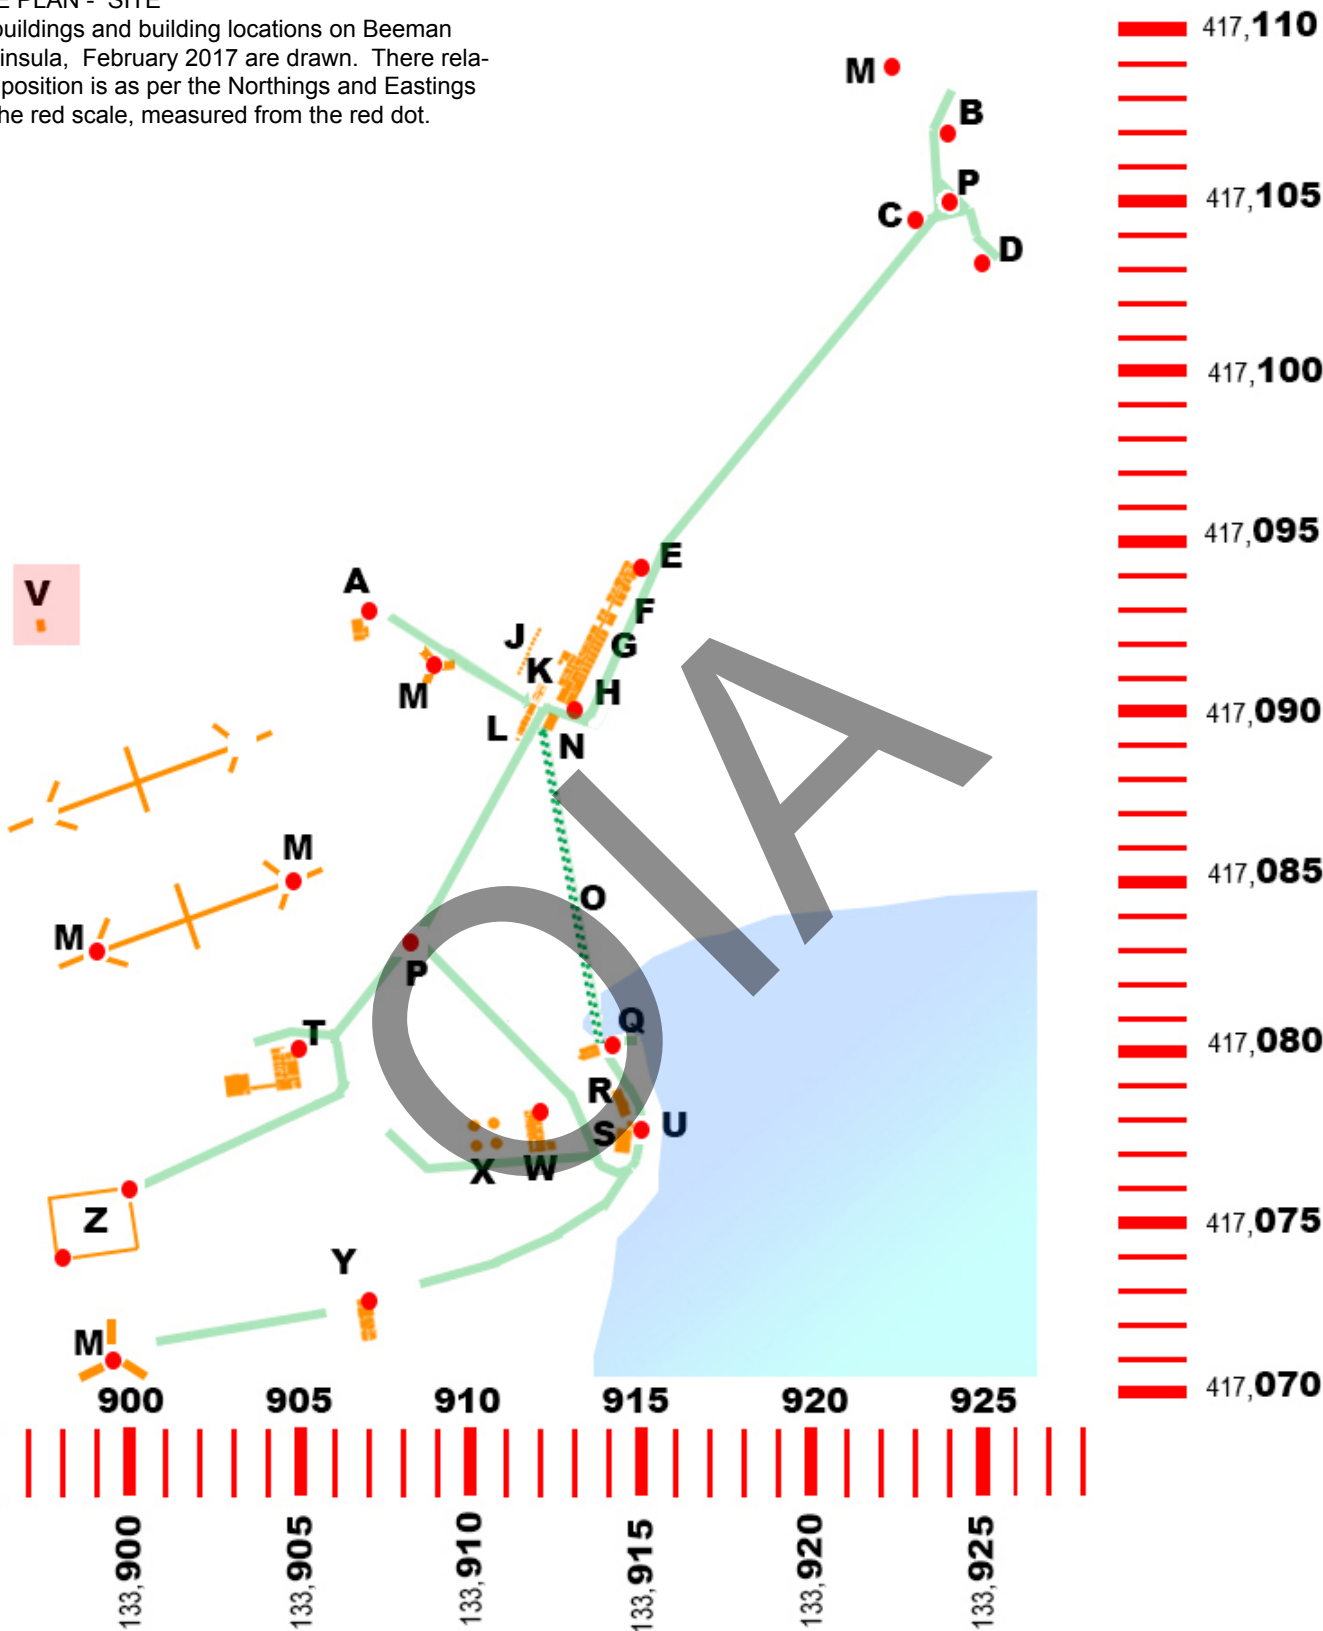 E PLAN - SITE
buildings and building locations on Beeman
insula, February 2017 are drawn. There rela-
position is as per the Northings and Eastings
he red scale, measured from the red dot.
417,110
M
B
P
417,105
C
D
417,100
417,095
E
V
A
F
J
G
K
M
H
417,090
L
N
M
417,085
O
M
P
T
Q
417,080
R
S
U
X
W
Z
417,075
Y
M
417,070
900 905 910 915 920 925
133,900 133,905 133,910 133,915 133,920 133,925
OIA